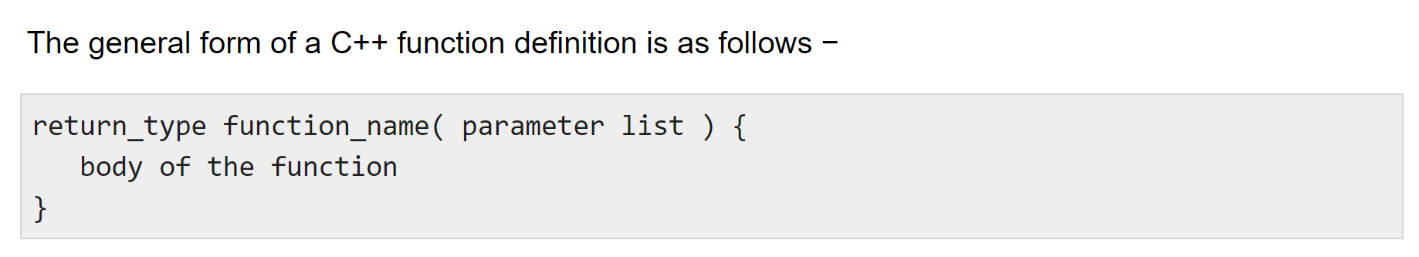 The general form of a C++ function definition is as follows −
return_type function_name( parameter list ) {
   body of the function
}